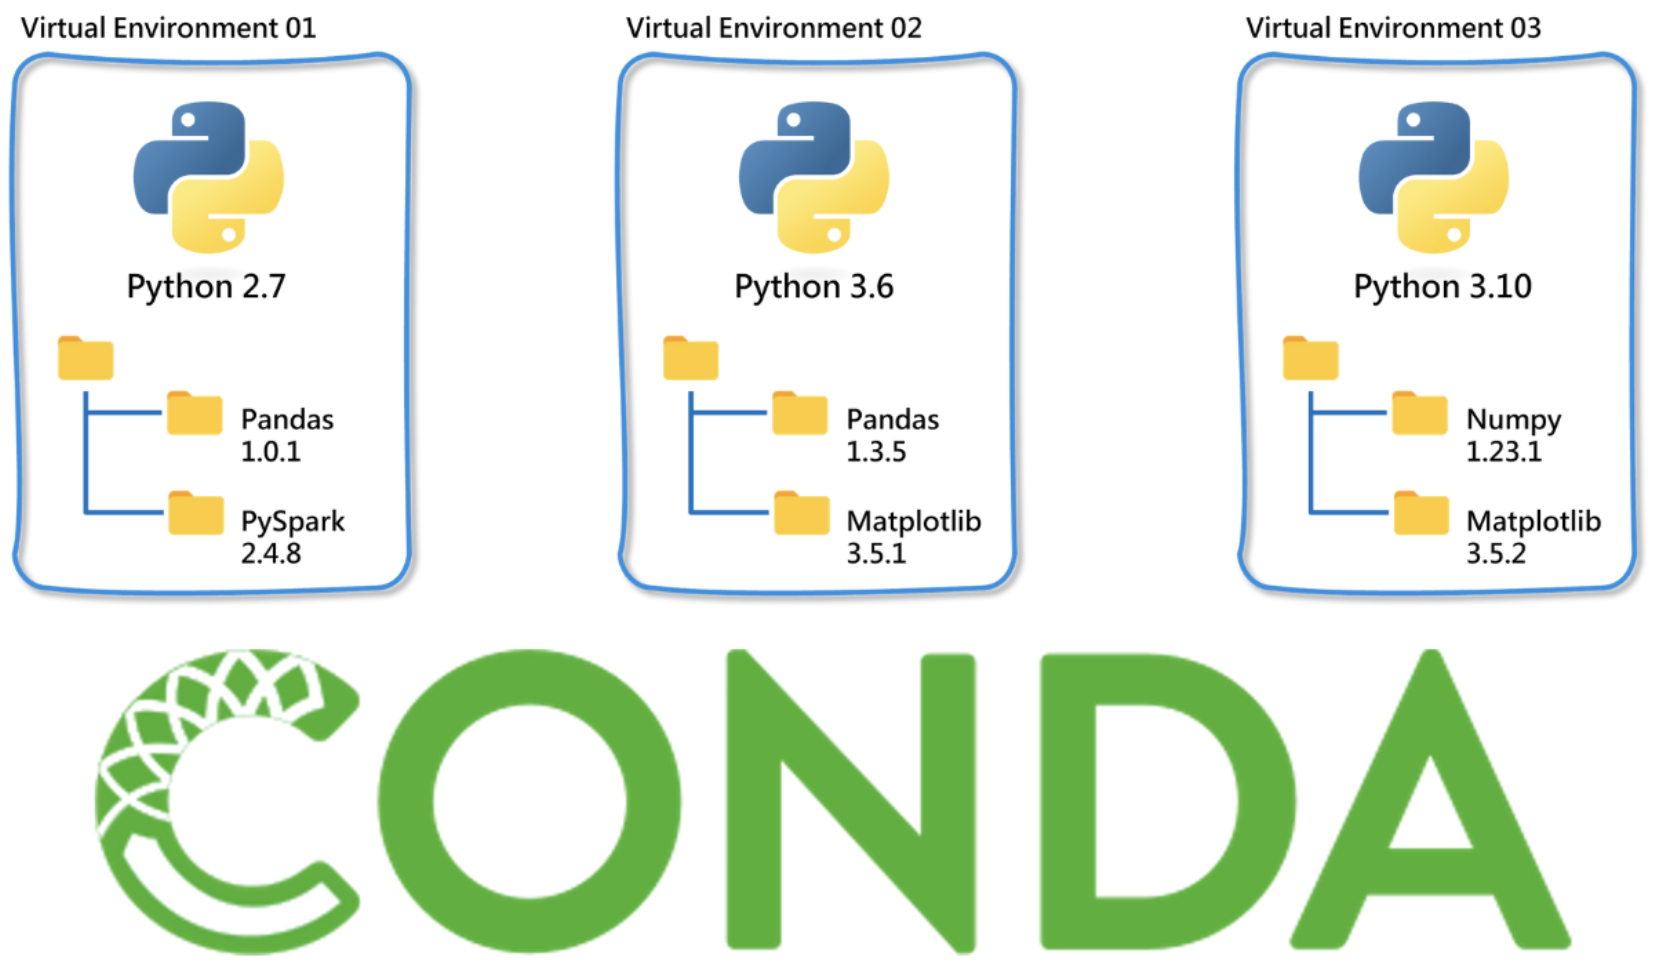 Virtual Environment 01
Python 2.7
Pandas
1.0.1
PySpark
2.4.8
Virtual Environment 02
Python 3.6
Pandas
1.3.5
Matplotlib
3.5.1
Virtual Environment 03
Python 3.10
Numpy
1.23.1
Matplotlib
3.5.2
CONDA